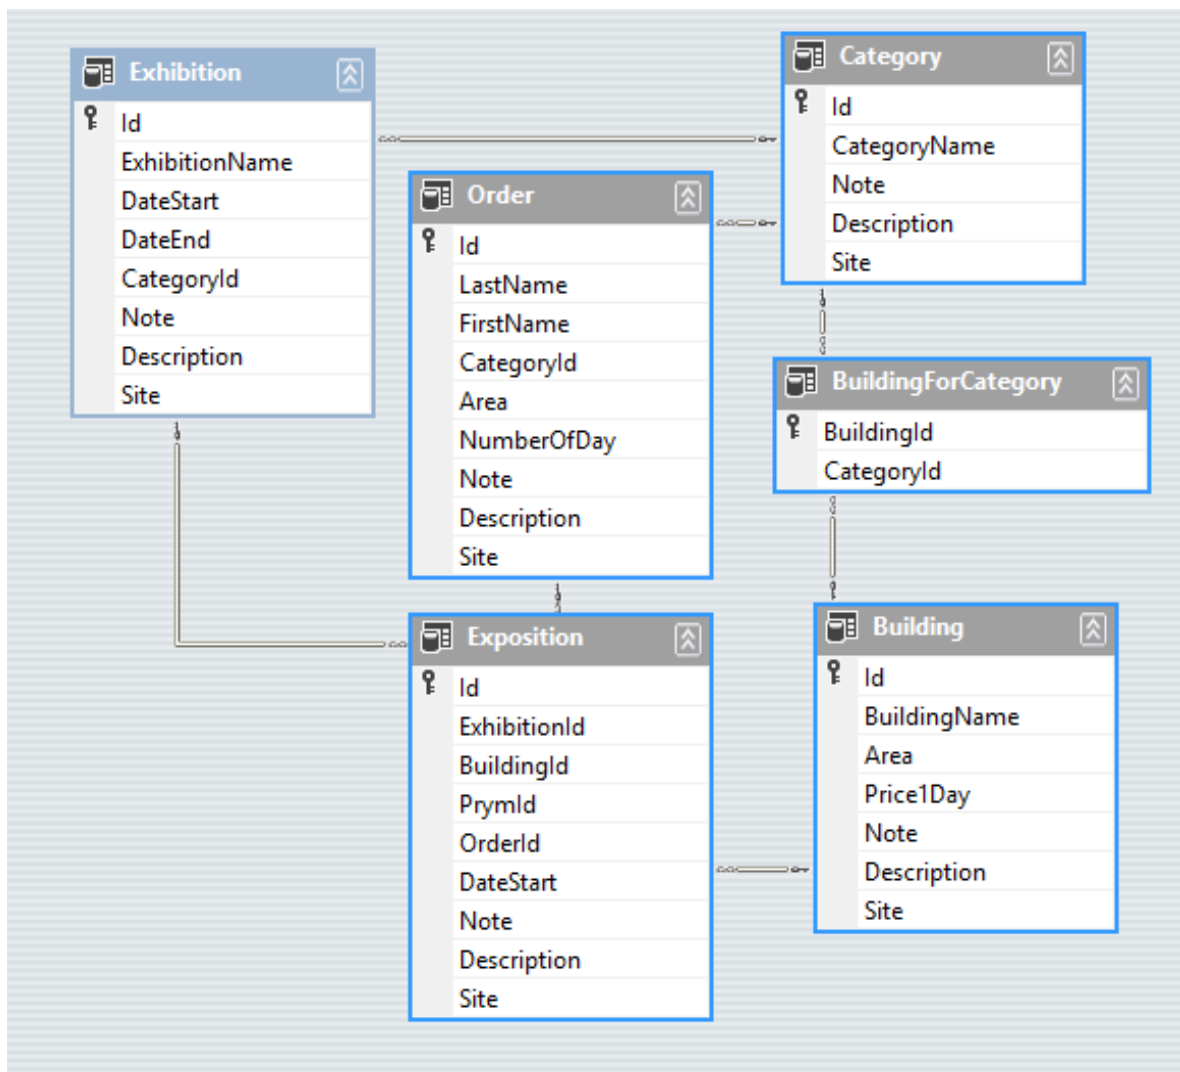 Exhibition
Id
ExhibitionName
DateStart
DateEnd
CategoryId
Note
Description
Site
Category
Id
CategoryName
Note
Description
Site
Order
Id
LastName
FirstName
CategoryId
Area
NumberOfDay
Note
Description
Site
BuildingForCategory
BuildingId
CategoryId
Exposition
Id
ExhibitionId
BuildingId
PrymId
OrderId
DateStart
Note
Description
Site
Building
Id
BuildingName
Area
Price1Day
Note
Description
Site